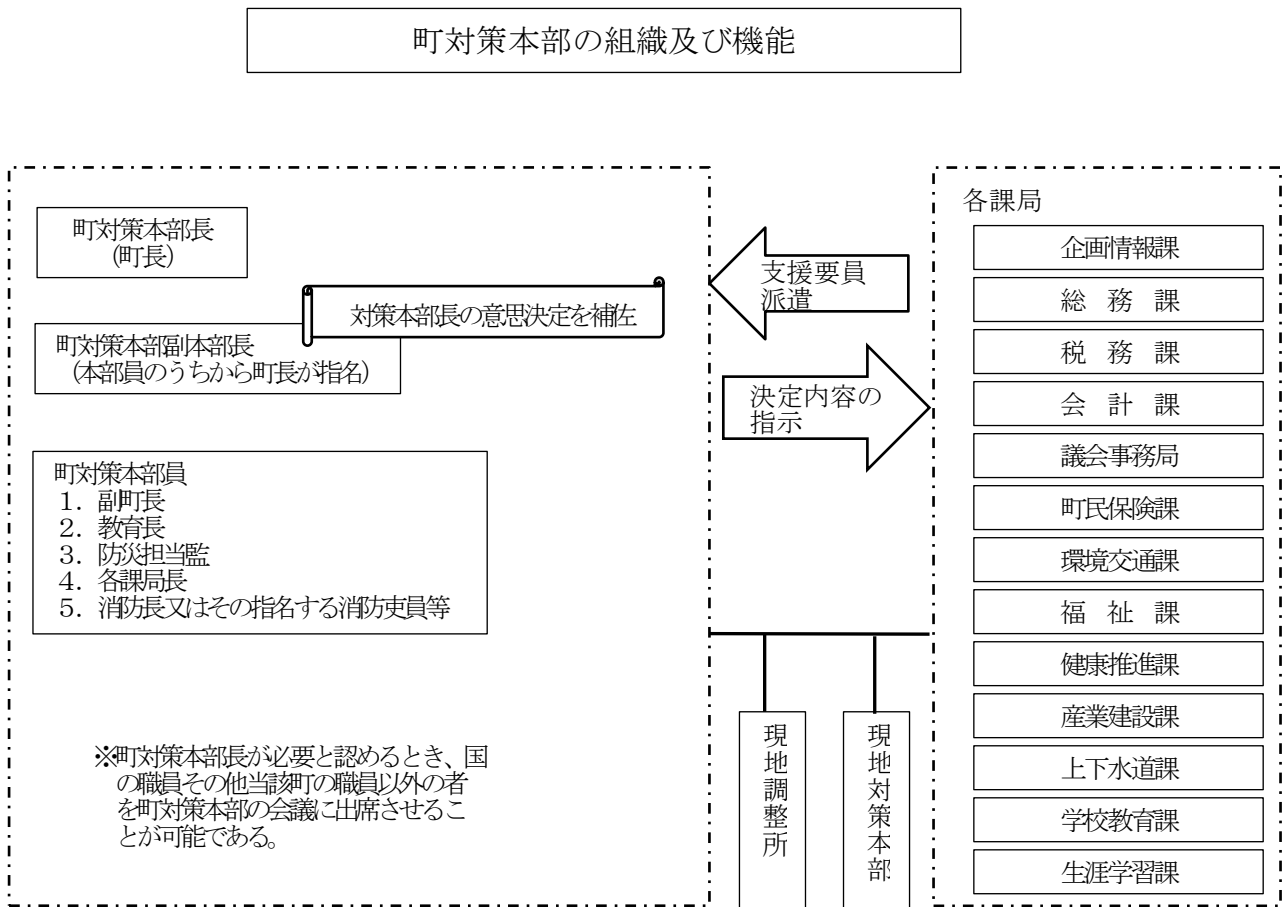 町対策本部の組織及び機能
町対策本部長
(町長)
対策本部長の意思決定を補佐
町対策本部副本部長
(本部員のうちから町長が指名)
町対策本部員
1. 副町長
2. 教育長
3. 防災担当監
4. 各課局長
5. 消防長又はその指名する消防吏員等
※町対策本部長が必要と認めるとき、国
の職員その他当該町の職員以外の者
を町対策本部の会議に出席させるこ
とが可能である。
支援要員
派遣
決定内容の
指示
現地調整所
現地対策本部
各課局
企画情報課
総 務 課
税 務 課
会 計 課
議会事務局
町民保険課
環境交通課
福 祉 課
健康推進課
産業建設課
上下水道課
学校教育課
生涯学習課